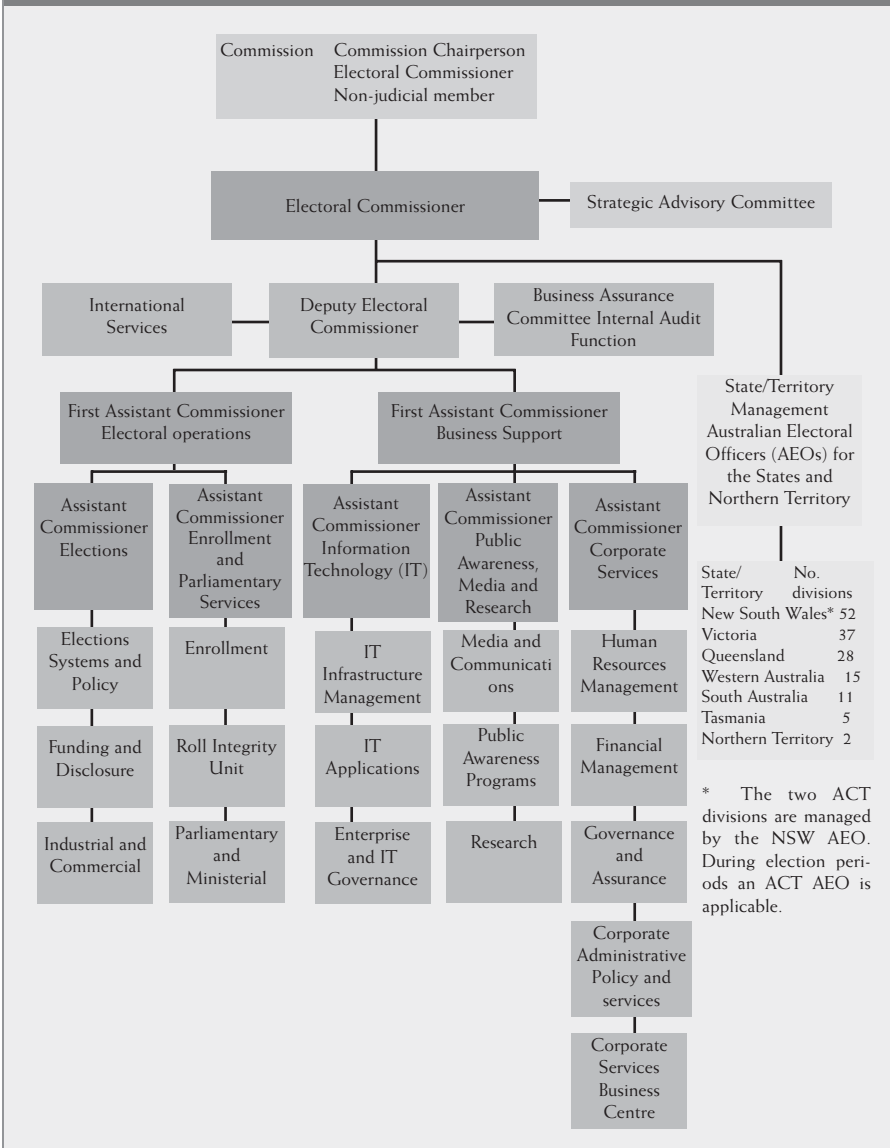 Commission Commission Chairperson
Electoral Commissioner
Non-judicial member
Electoral Commissioner
Strategic Advisory Committee
International
Services
Deputy Electoral
Commissioner
Business Assurance
Committee Internal Audit
Function
First Assistant Commissioner
Electoral operations
First Assistant Commissioner
Business Support
State/Territory
Management
Australian Electoral
Officers (AEOs) for
the States and
Northern Territory
Assistant
Commissioner
Elections
Assistant
Commissioner
Enrollment
and
Parliamentary
Services
Assistant
Commissioner
Information
Technology (IT)
Assistant
Commissioner
Public
Awareness,
Media and
Research
Assistant
Commissioner
Corporate
Services
State/ No.
Territory divisions
New South Wales* 52
Victoria 37
Queensland 28
Western Australia 15
South Australia 11
Tasmania 5
Northern Territory 2
Elections
Systems and
Policy
Enrollment
IT
Infrastructure
Management
Media and
Communicati
ons
Human
Resources
Management
Funding and
Disclosure
Roll Integrity
Unit
IT
Applications
Public
Awareness
Programs
Financial
Management
Industrial and
Commercial
Parliamentary
and
Ministerial
Enterprise
and IT
Governance
Research
Governance
and
Assurance
* The two ACT
divisions are managed
by the NSW AEO.
During election peri-
ods an ACT AEO is
applicable.
Corporate
Administrative
Policy and
services
Corporate
Services
Business
Centre